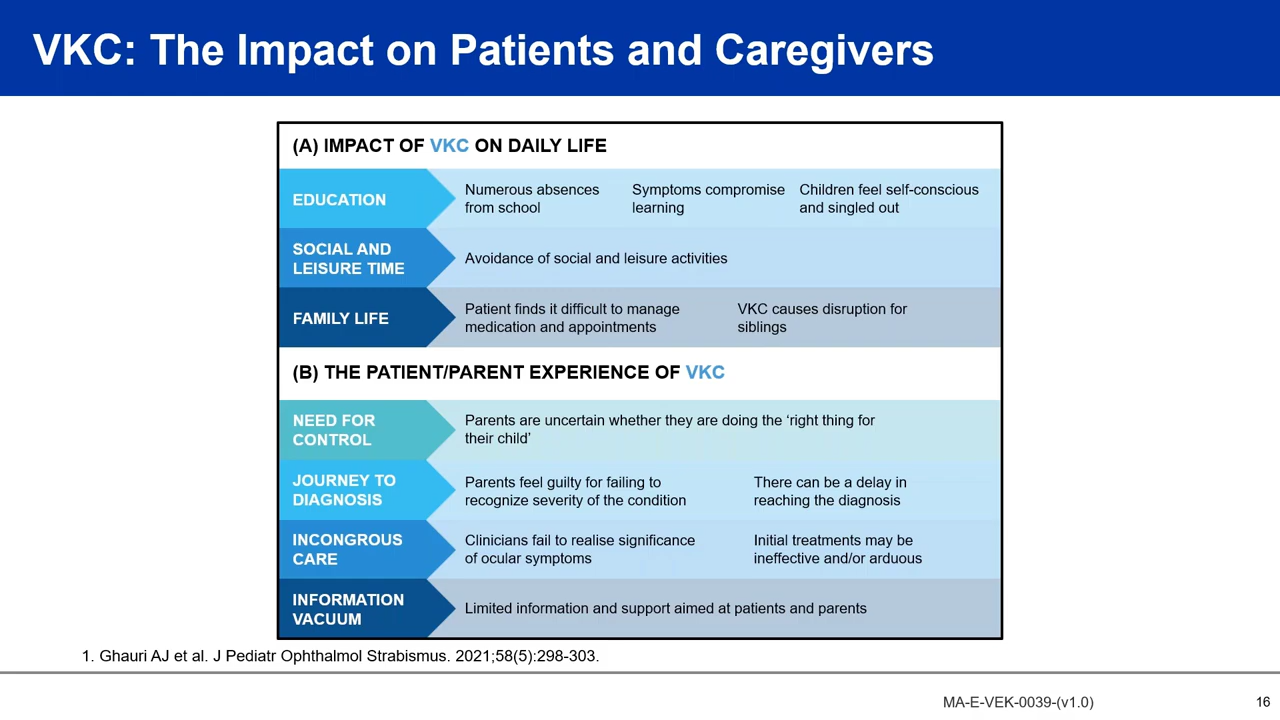 VKC: The Impact on Patients and Caregivers
(A) IMPACT OF VKC ON DAILY LIFE
EDUCATION
Numerous absences
from school
Symptoms compromise
learning
Children feel self-conscious
and singled out
SOCIAL AND
LEISURE TIME
Avoidance of social and leisure activities
FAMILY LIFE
Patient finds it difficult to manage
medication and appointments
VKC causes disruption for
siblings
(B) THE PATIENT/PARENT EXPERIENCE OF VKC
NEED FOR
CONTROL
Parents are uncertain whether they are doing the ‘right thing for
their child’
JOURNEY TO
DIAGNOSIS
Parents feel guilty for failing to
recognize severity of the condition
There can be a delay in
reaching the diagnosis
INCONGROUS
CARE
Clinicians fail to realise significance
of ocular symptoms
Initial treatments may be
ineffective and/or arduous
INFORMATION
VACUUM
Limited information and support aimed at patients and parents
1. Ghauri AJ et al. J Pediatr Ophthalmol Strabismus. 2021;58(5):298-303.
MA-E-VEK-0039-(v1.0)
16